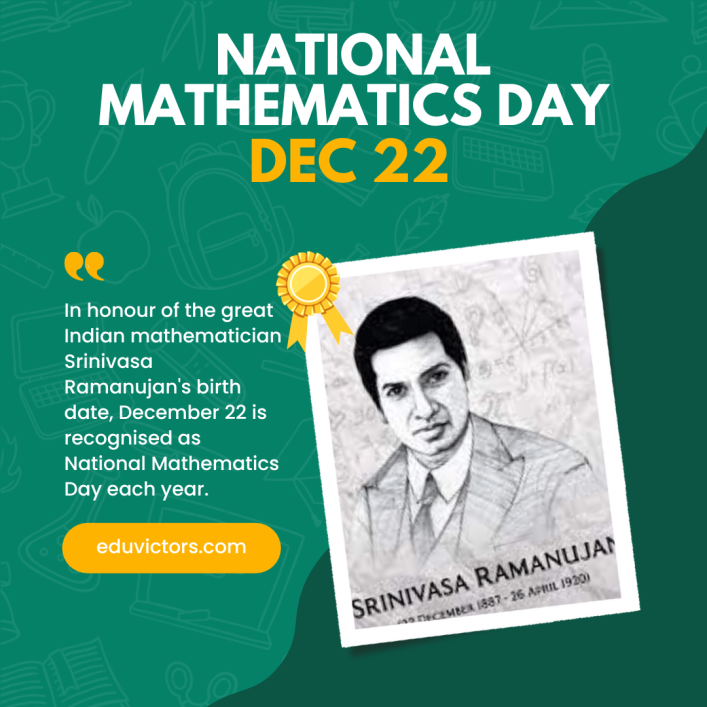 NATIONAL
MATHEMATICS DAY
DEC 22
In honour of the great
Indian mathematician
Srinivasa
Ramanujan's birth
date, December 22 is
recognised as
National Mathematics
Day each year.
eduvictors.com
SRINIVASA RAMANUJAN
(22 DECEMBER 1887 - 26 APRIL 1920)